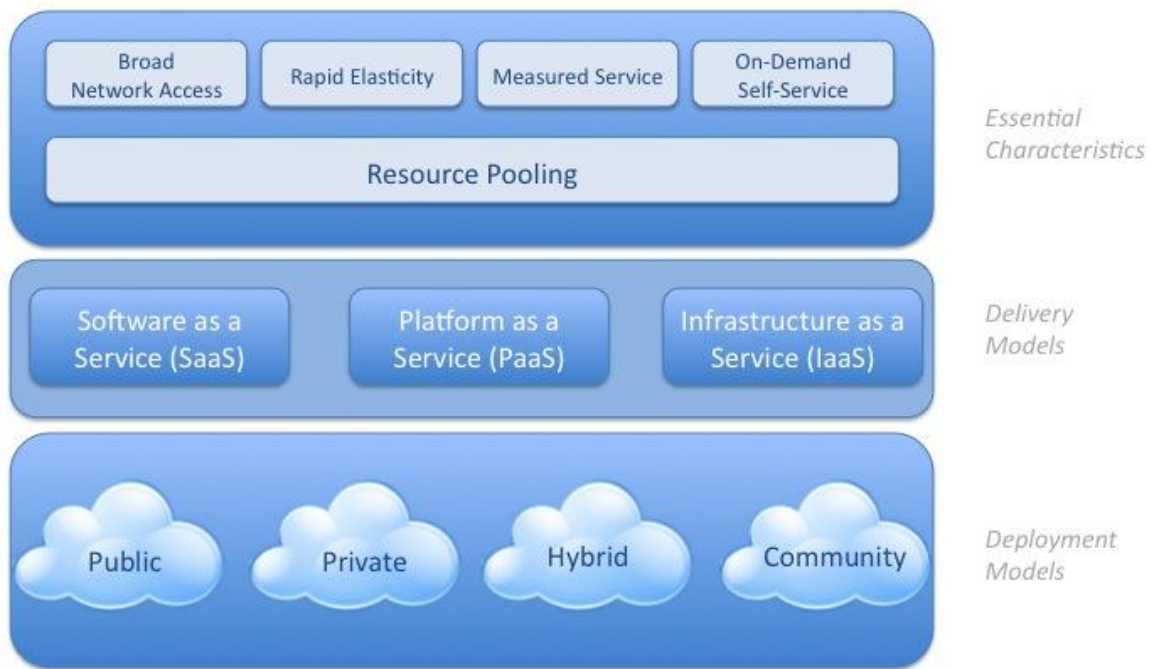 Broad
Network Access
Rapid Elasticity
Measured Service
On-Demand
Self-Service
Resource Pooling
Essential
Characteristics
Software as a
Service (SaaS)
Platform as a
Service (PaaS)
Infrastructure as a
Service (IaaS)
Delivery
Models
Public
Private
Hybrid
Community
Deployment
Models